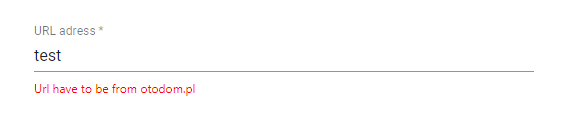 URL adress *
test
Url have to be from otodom.pl